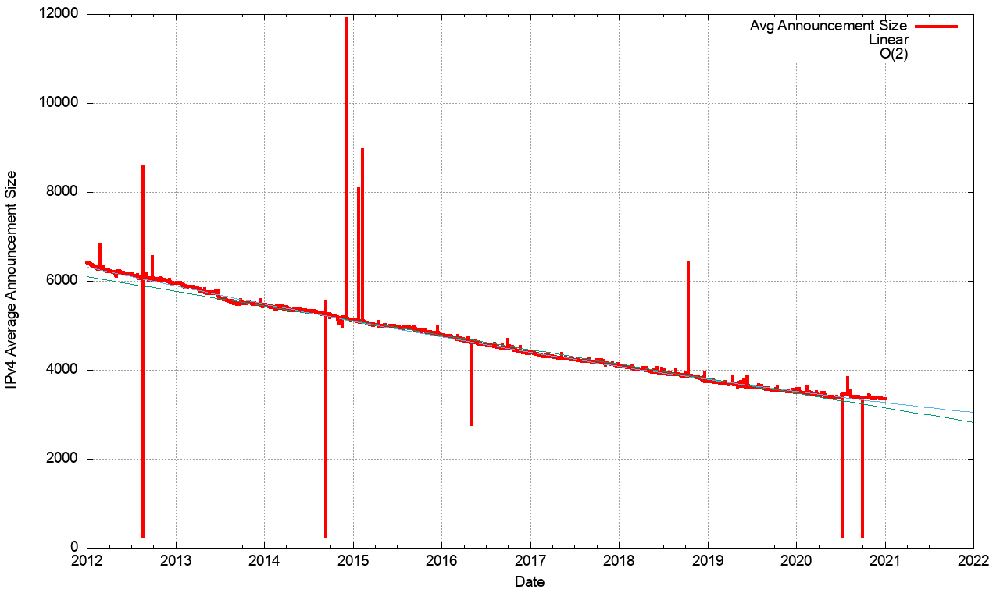 12000
10000
8000
6000
4000
2000
0
IPv4 Average Announcement Size
Avg Announcement Size
Linear
O(2)
2012 2013 2014 2015 2016 2017 2018 2019 2020 2021 2022
Date